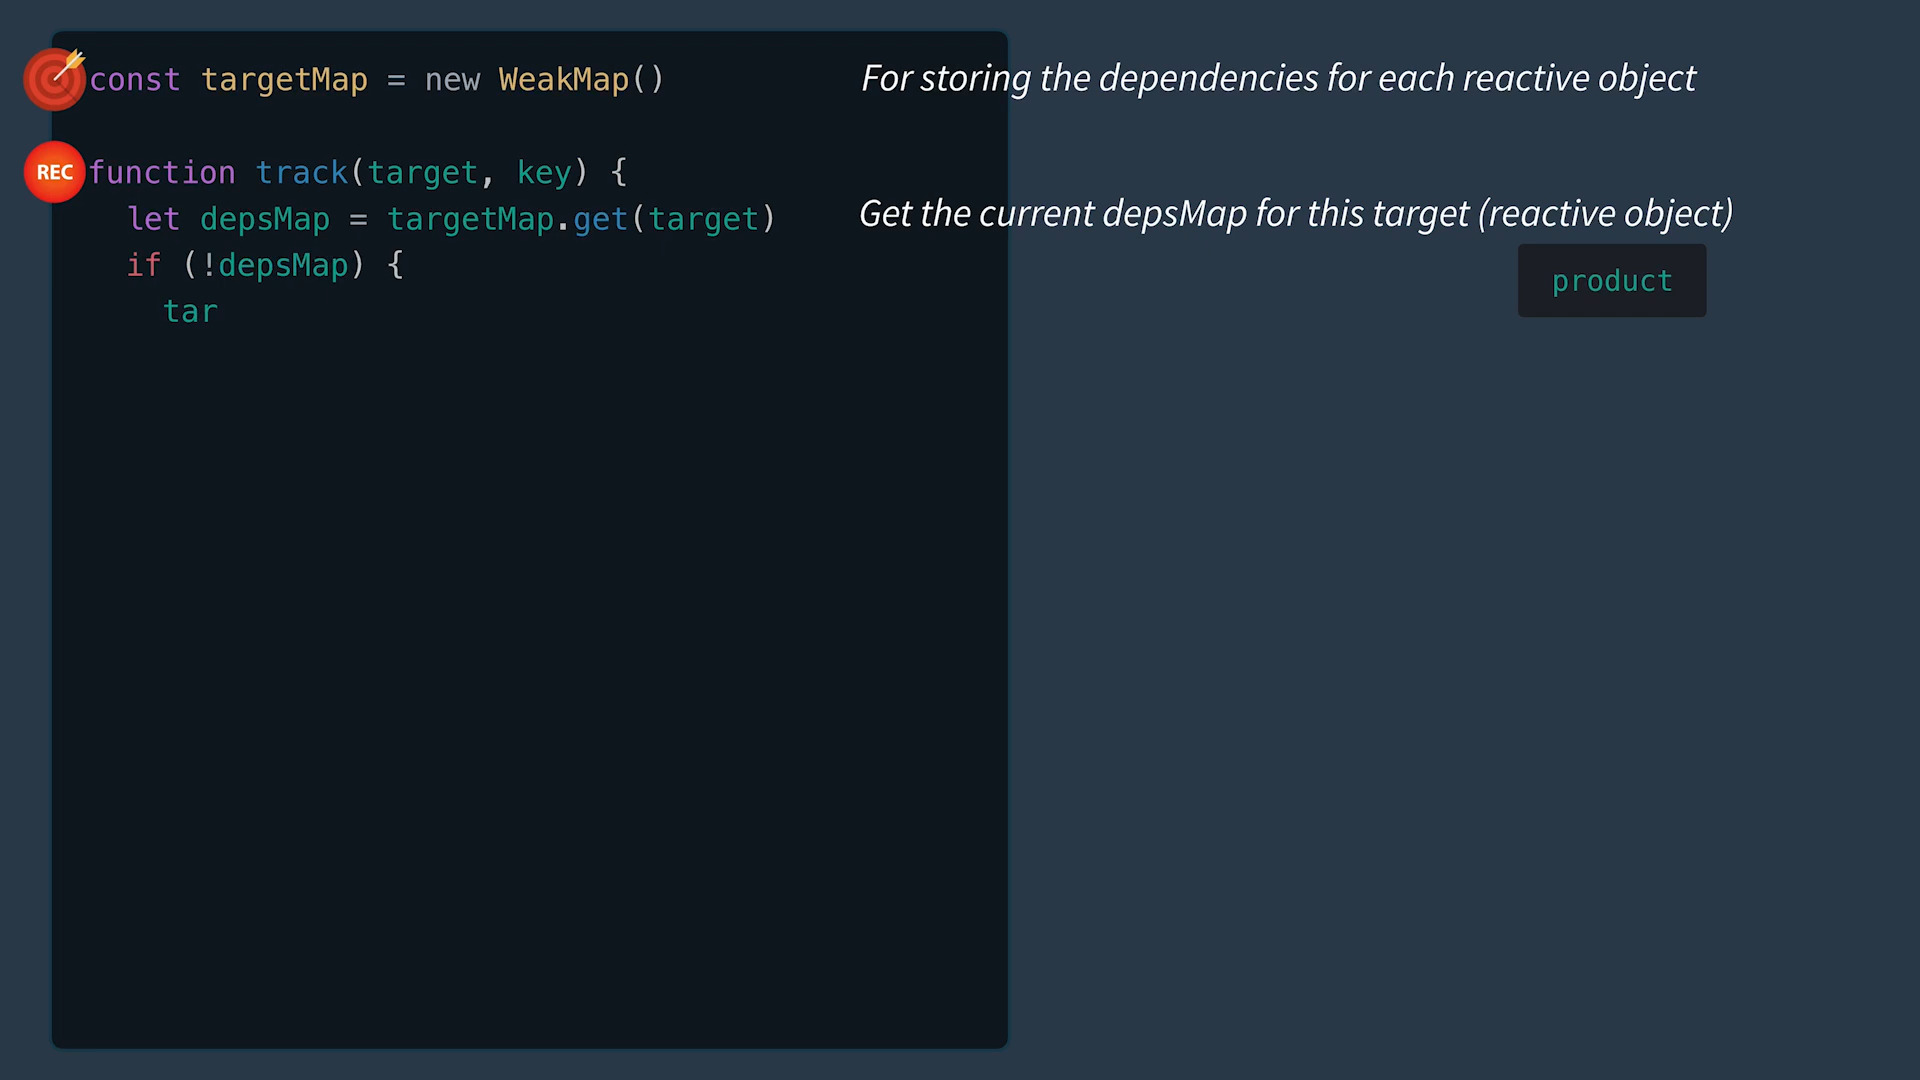 const targetMap = new WeakMap()
For storing the dependencies for each reactive object
REC
function track(target, key) {
let depsMap = targetMap.get(target)
Get the current depsMap for this target (reactive object)
if (!depsMap) {
product
tar